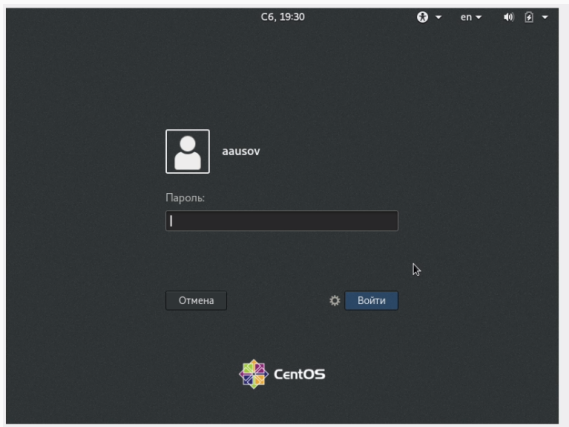 Сб, 19:30
en
aausov
Пароль:
Отмена
Войти
CentOS